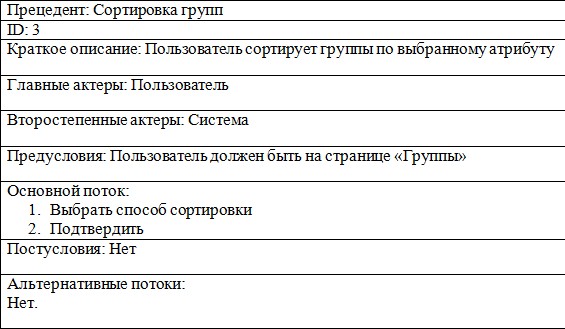 Прецедент: Сортировка групп
ID: 3
Краткое описание: Пользователь сортирует группы по выбранному атрибуту
Главные актеры: Пользователь
Второстепенные актеры: Система
Предусловия: Пользователь должен быть на странице «Группы»
Основной поток:
1. Выбрать способ сортировки
2. Подтвердить
Постусловия: Нет
Альтернативные потоки:
Нет.